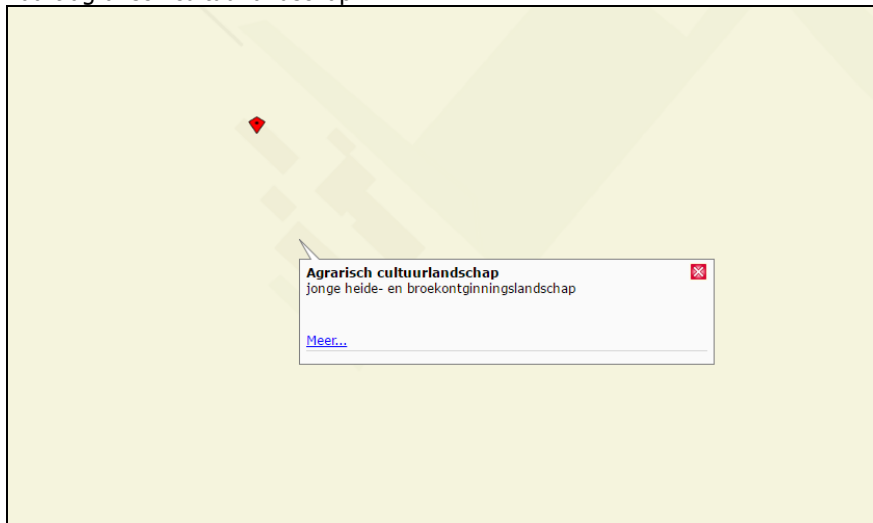 Agrarisch cultuurlandschap
jonge heide- en broekontginningslandschap
Meer...